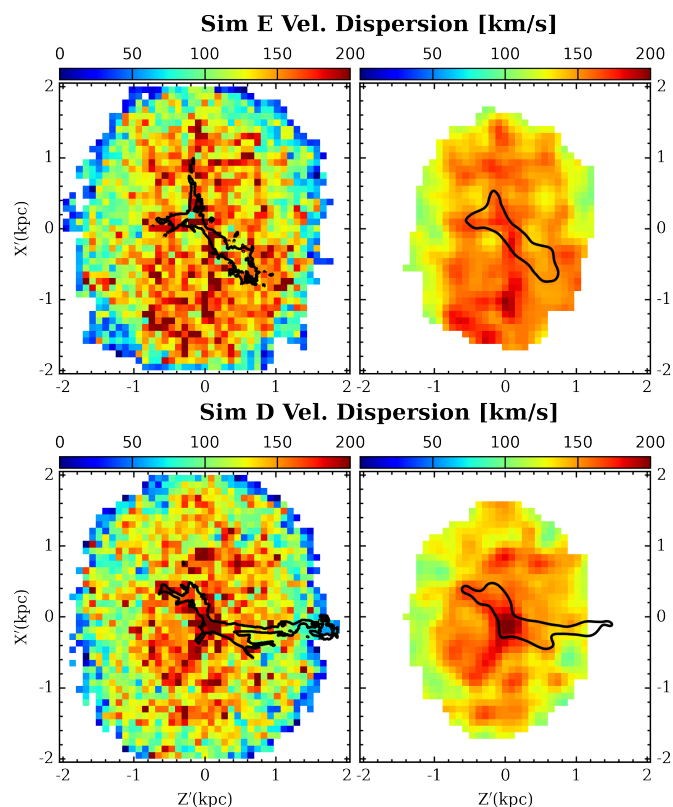 Sim E Vel. Dispersion [km/s]
0 50 100 150 200 50 100 150 200
2 2
1 1
X′(kpc) 0 0 X′(kpc)
-1 -1
-2 -2
-2 -1 0 1 2 -2 -1 0 1 2
Sim D Vel. Dispersion [km/s]
0 50 100 150 200 50 100 150 200
2 2
1 1
X′(kpc) 0 0 X′(kpc)
-1 -1
-2 -2
-2 -1 0 1 2 -2 -1 0 1 2
Z′(kpc) Z′(kpc)